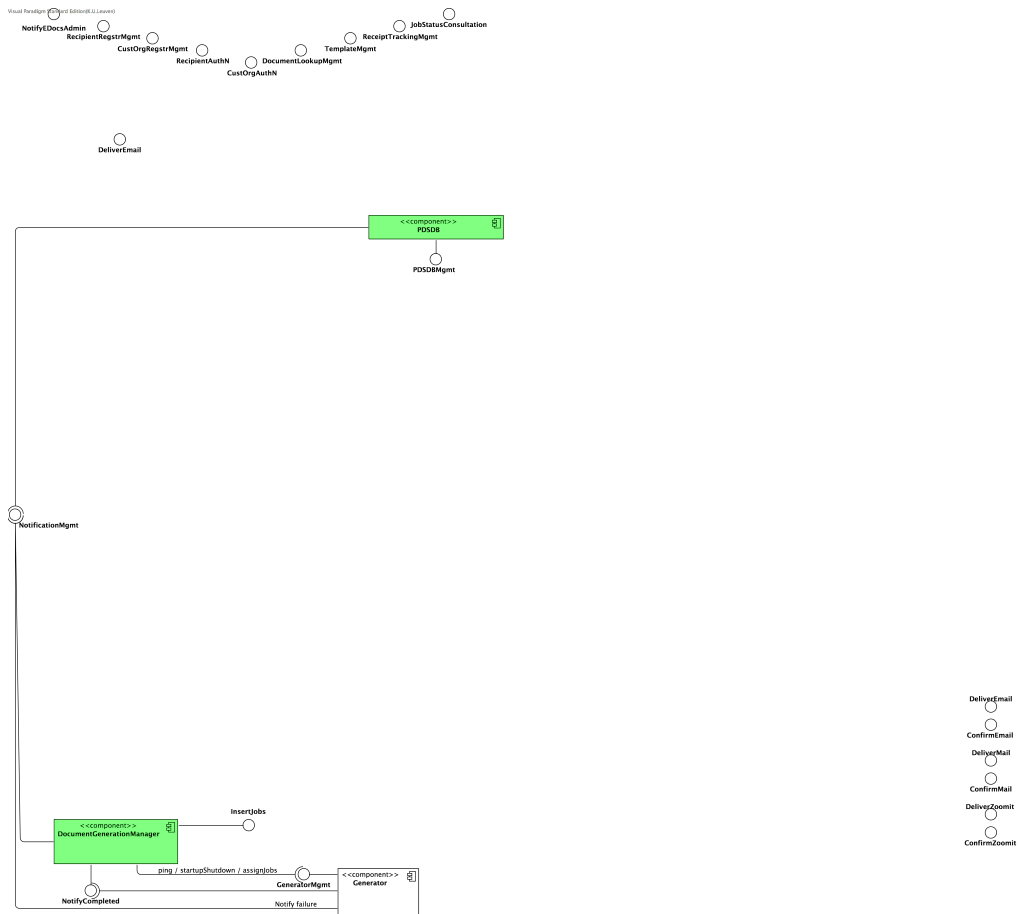 Visual Paradigm Standard Edition(K.U.Leuven)
NotifyEDocsAdmin
RecipientRegstrMgmt
CustOrgRegstrMgmt
RecipientAuthN
CustOrgAuthN
DocumentLookupMgmt
TemplateMgmt
ReceiptTrackingMgmt
JobStatusConsultation
DeliverEmail
<<component>>
PDSDB
PDSDBMgmt
NotificationMgmt
DeliverEmail
ConfirmEmail
DeliverMail
ConfirmMail
DeliverZoomit
ConfirmZoomit
InsertJobs
<<component>>
DocumentGenerationManager
ping / startupShutdown / assignJobs
GeneratorMgmt
<<component>>
Generator
NotifyCompleted
Notify failure